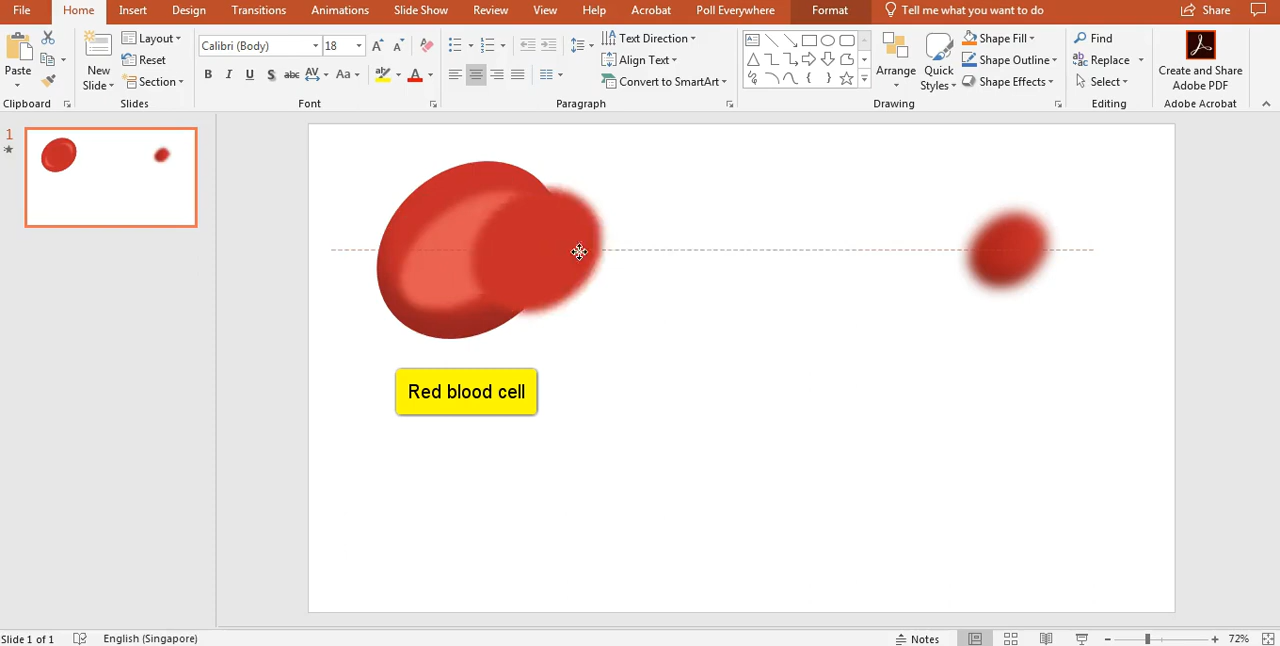 File Home Insert Design Transitions Animations Slide Show Review View Help Acrobat Poll Everywhere Format Tell me what you want to do Share
Layout Calibri (Body) 18 Text Direction Shape Fill Find
Paste New Slide Reset Align Text Arrange Quick Styles Shape Outline Replace Create and Share Adobe PDF
Section B I U S abc AV Aa A Convert to SmartArt Shape Effects Select
Clipboard Slides Font Paragraph Drawing Editing Adobe Acrobat
1
Red blood cell
Slide 1 of 1 English (Singapore) Notes 72%